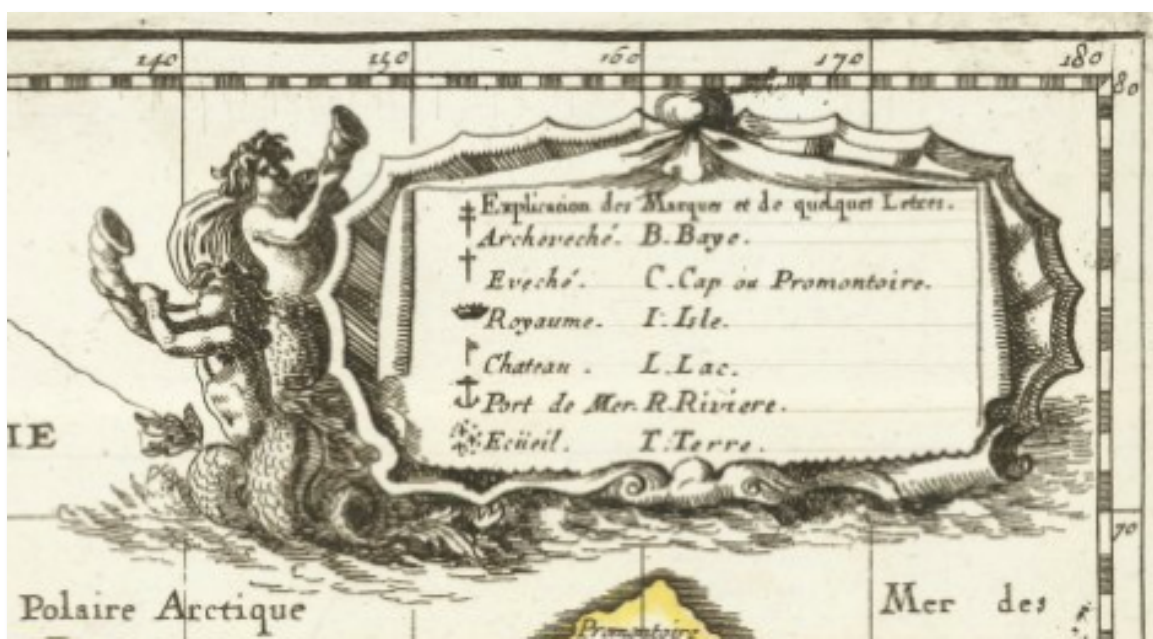 240 150 160 170 180
80
Explication des Marques et de quelques Letres.
Archeveché. B. Baye.
Eveché. C. Cap ou Promontoire.
Royaume. I. Isle.
Chateau. L. Lac.
Port de Mer. R. Riviere.
Ecüeil. T. Terre.
IE
70
Polaire Arctique
Mer des
Promontoire